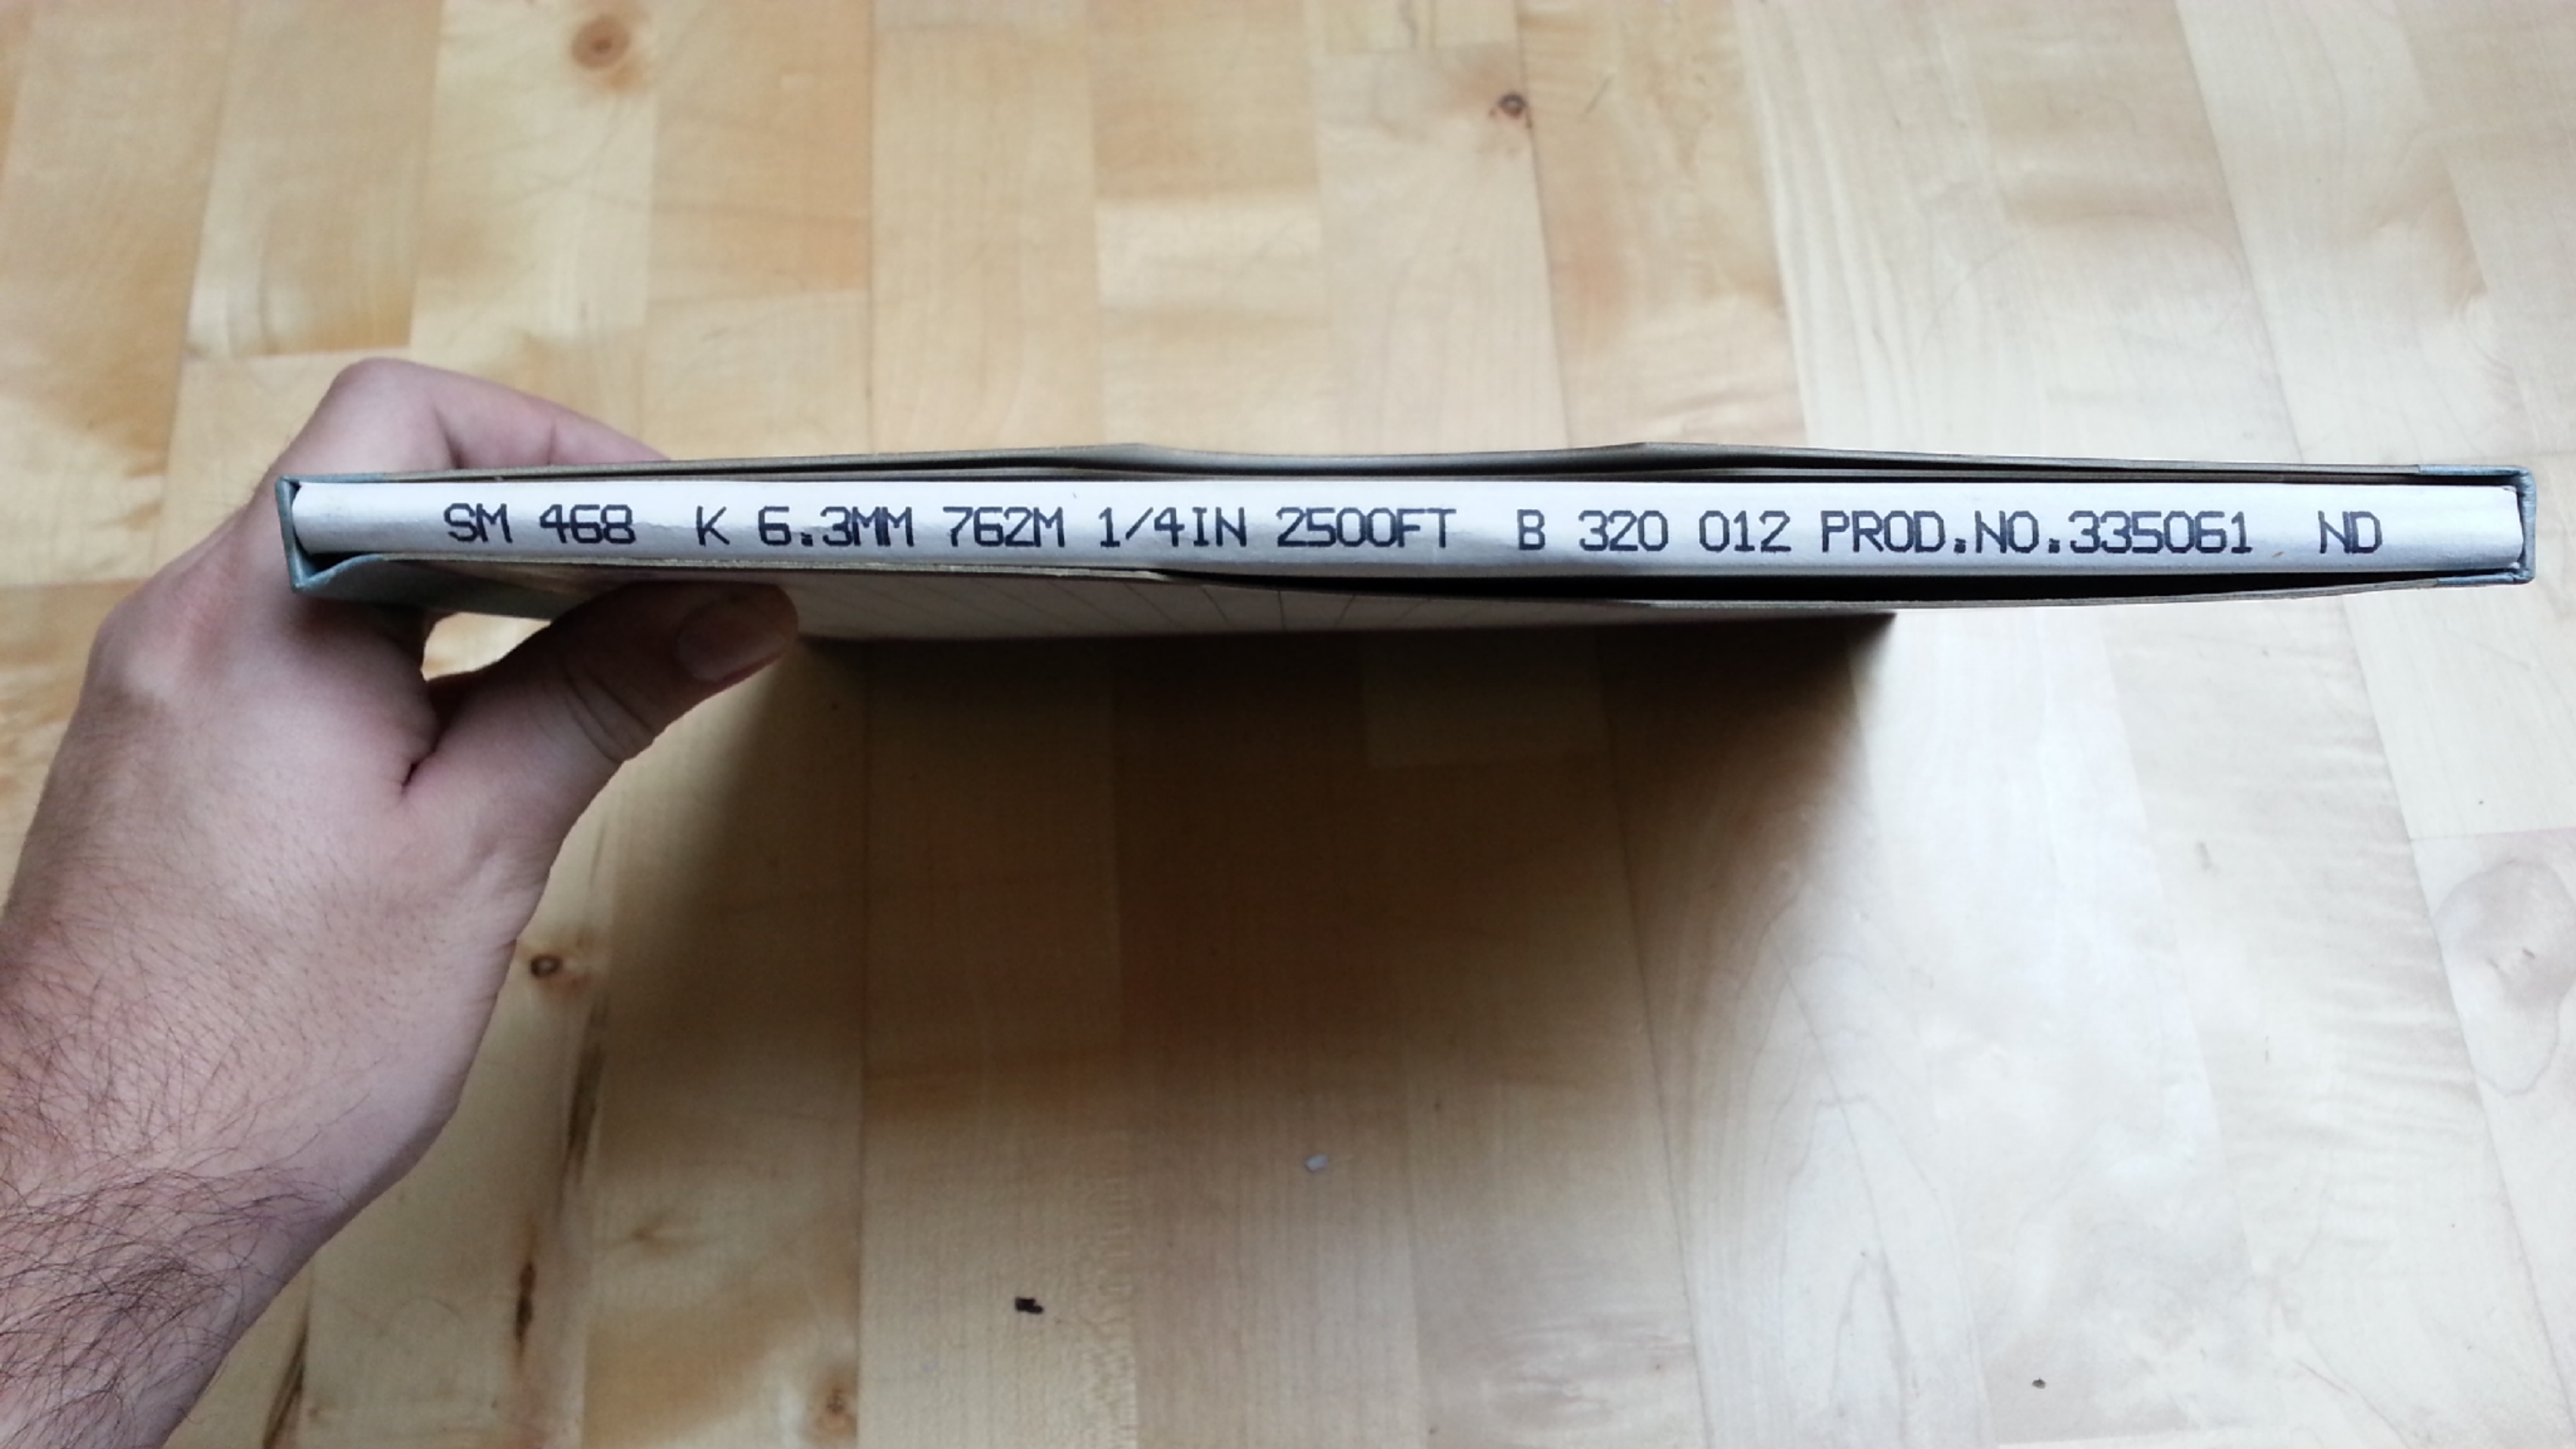 SM 468 K 6.3MM 762M 1/4IN 2500FT B 320 012 PROD.NO.335061 ND